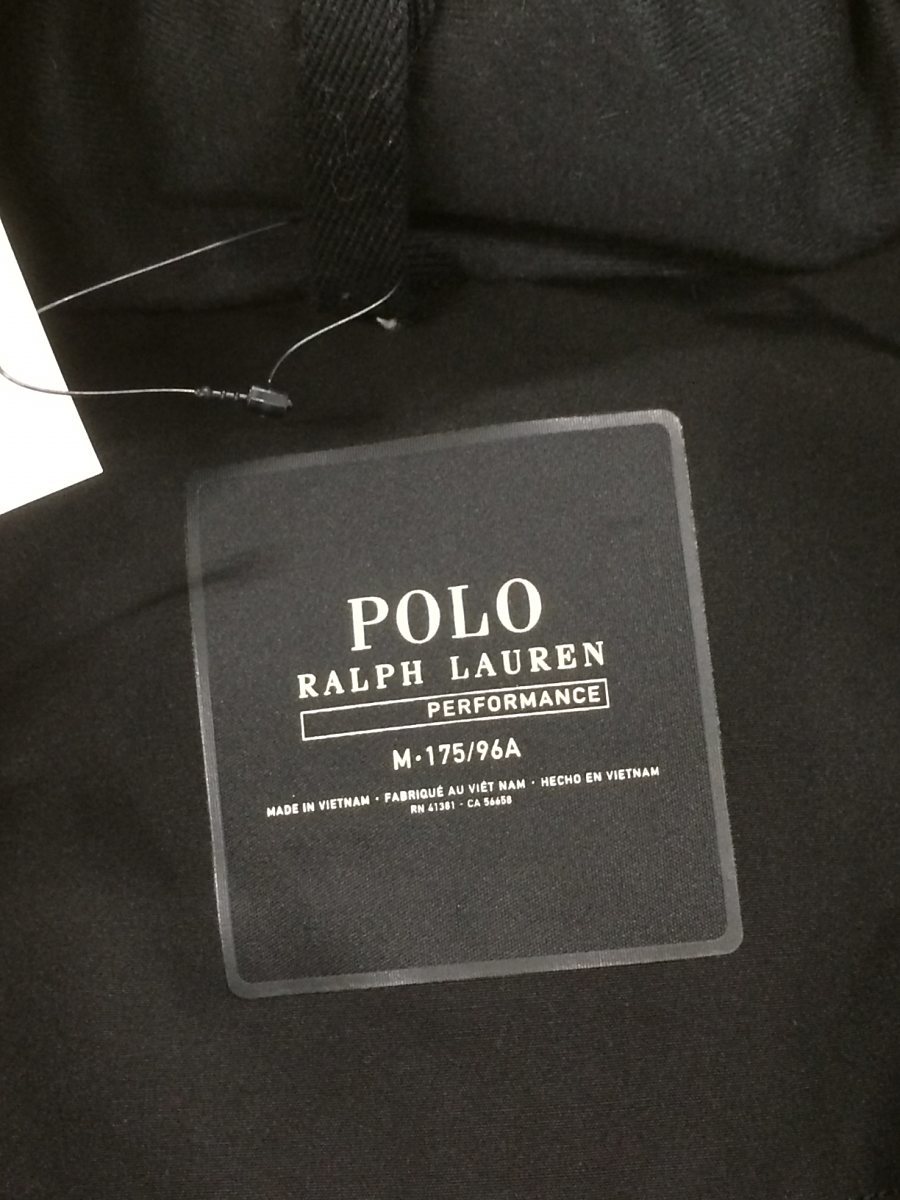 POLO
RALPH LAUREN
PERFORMANCE
M·175/96A
MADE IN VIETNAM · FABRIQUÉ AU VIÊT NAM · HECHO EN VIETNAM
RN 41381 - CA 56658